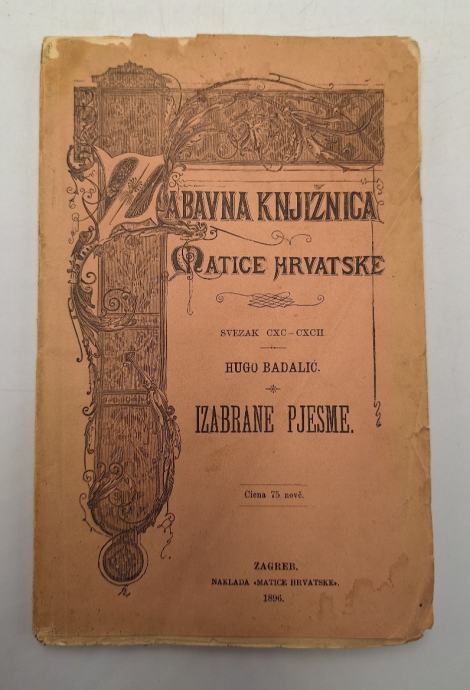 ZABAVNA KNJIŽNICA
MATICE HRVATSKE
SVEZAK CXC–CXCII
HUGO BADALIĆ.
IZABRANE PJESME.
Ciena 75 novč.
ZAGREB.
NAKLADA «MATICE HRVATSKE».
1896.